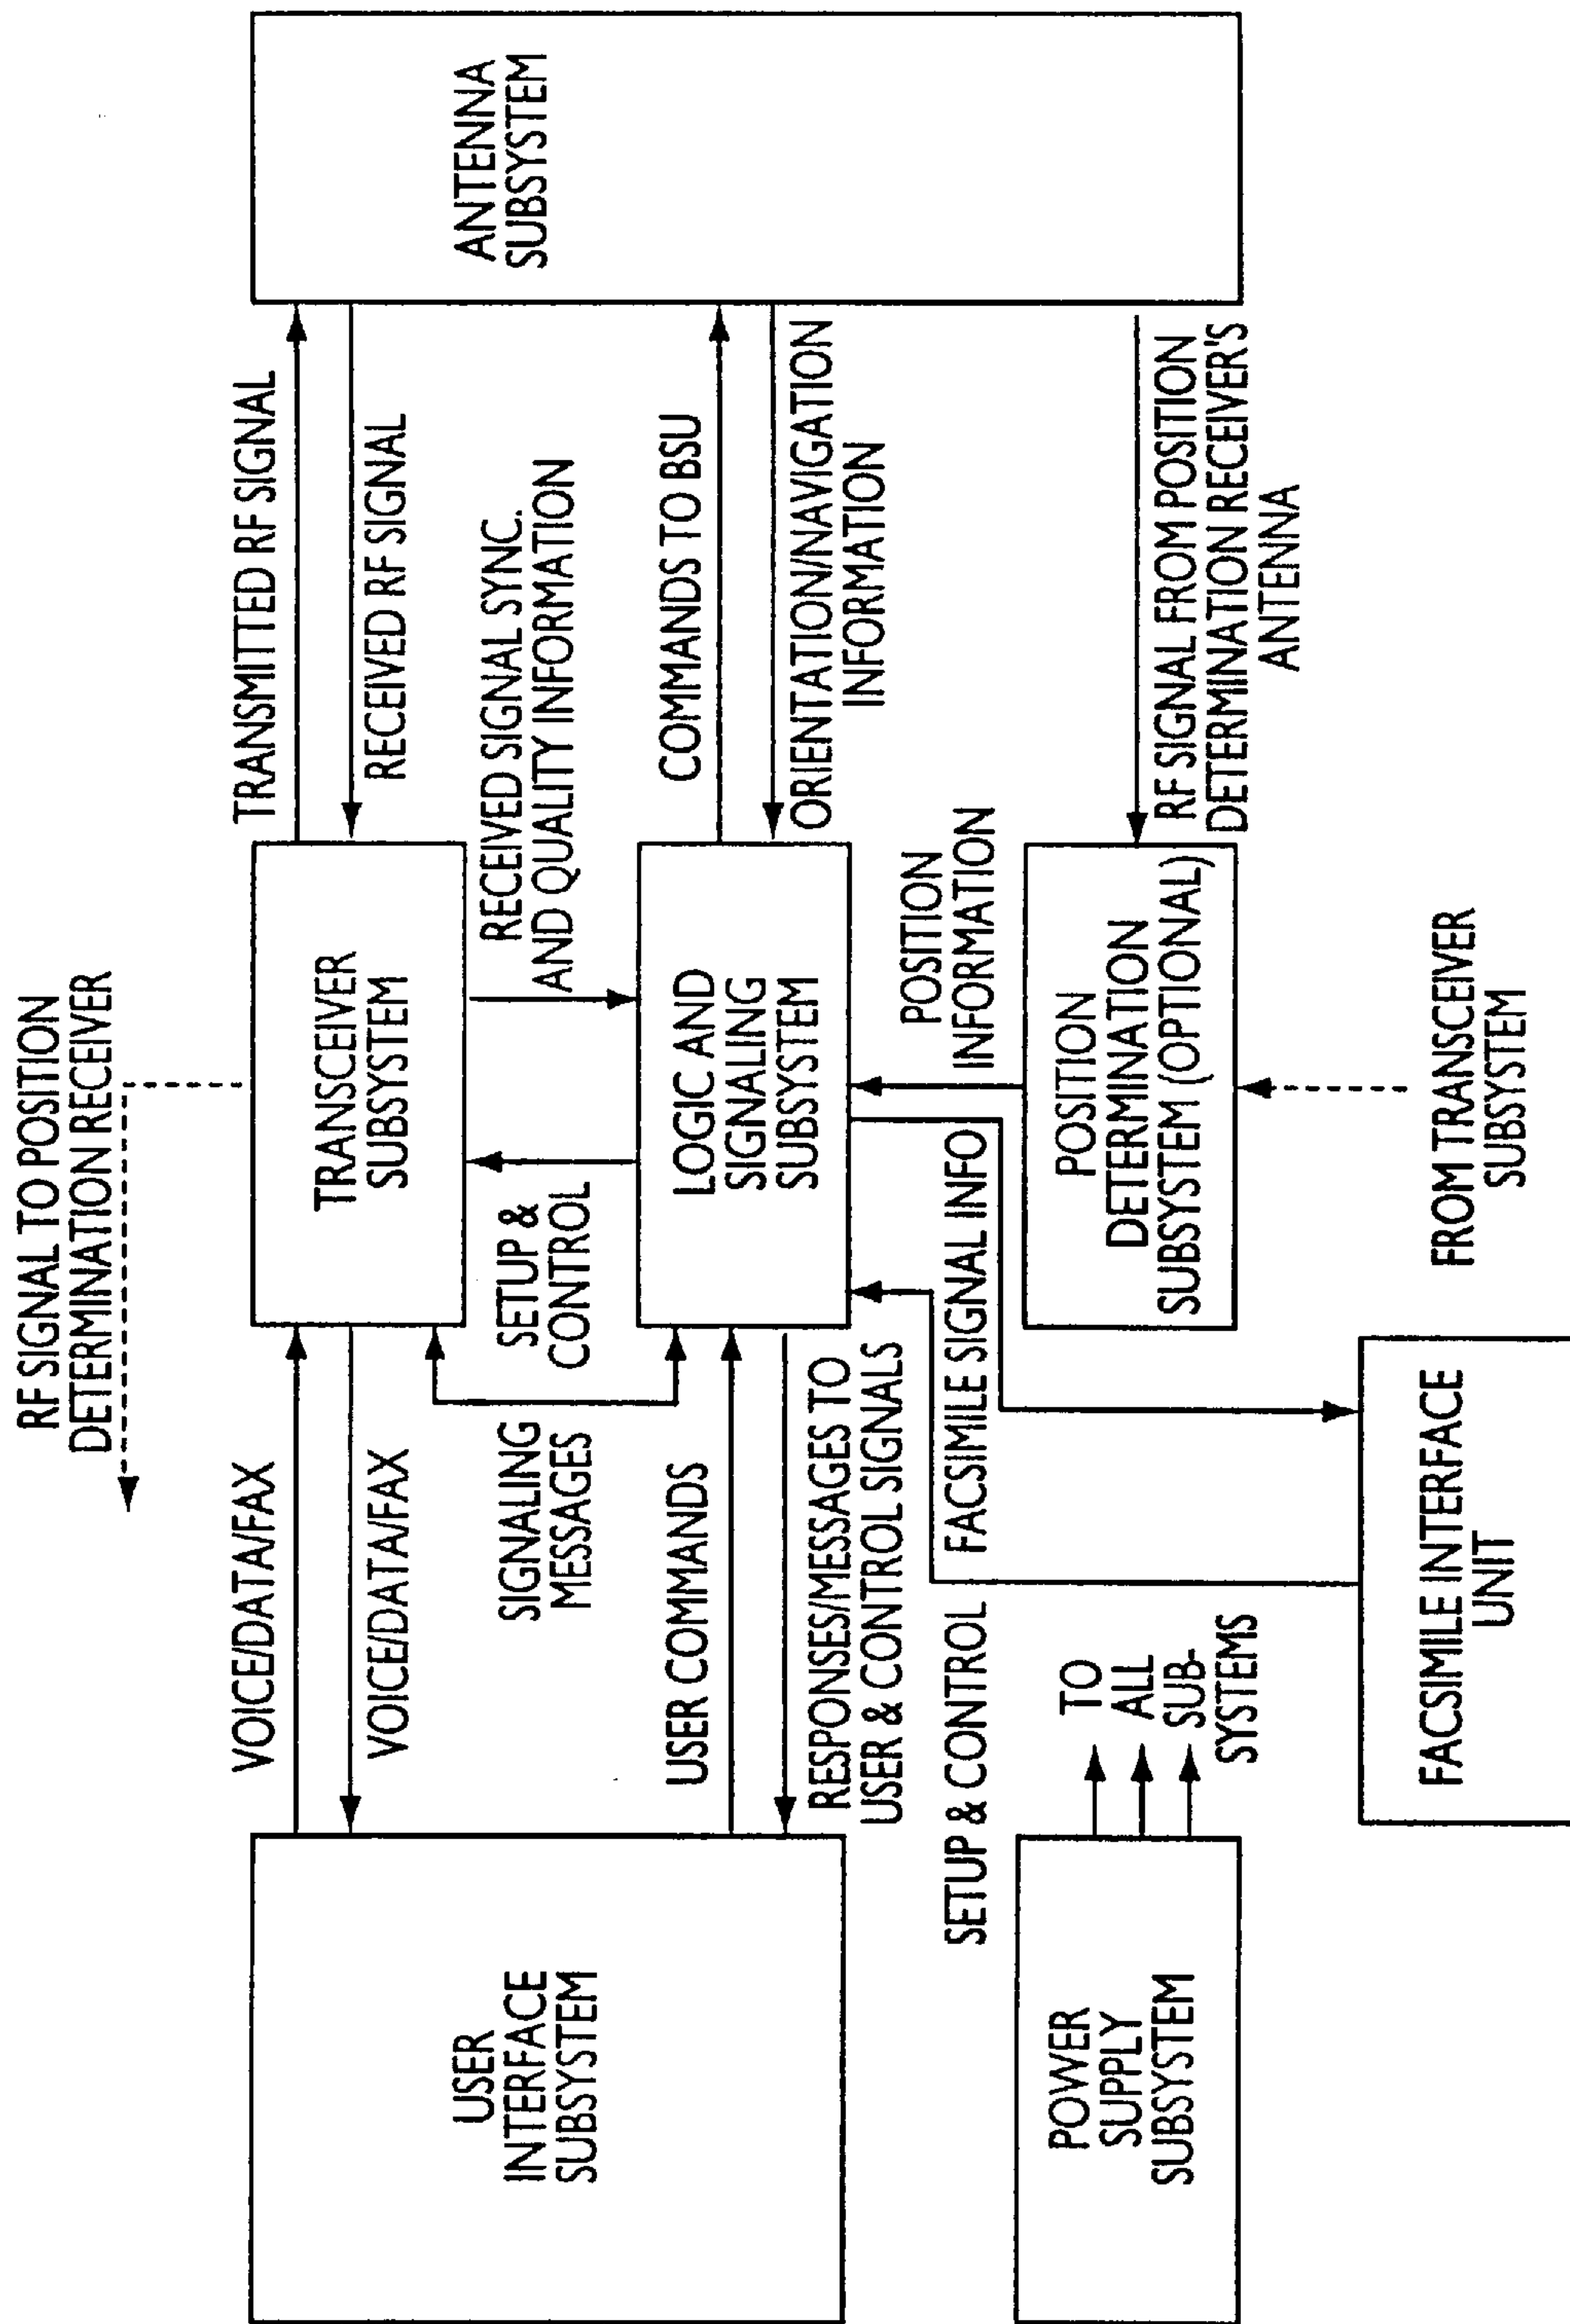 RF SIGNAL TO POSITION
DETERMINATION RECEIVER
VOICE/DATA/FAX
VOICE/DATA/FAX
TRANSMITTED RF SIGNAL
RECEIVED RF SIGNAL
USER
INTERFACE
SUBSYSTEM
TRANSCEIVER
SUBSYSTEM
ANTENNA
SUBSYSTEM
SIGNALING
MESSAGES
SETUP &
CONTROL
RECEIVED SIGNAL SYNC.
AND QUALITY INFORMATION
USER COMMANDS
LOGIC AND
SIGNALING
SUBSYSTEM
COMMANDS TO BSU
RESPONSES/MESSAGES TO
USER & CONTROL SIGNALS
ORIENTATION/NAVIGATION
INFORMATION
POSITION
INFORMATION
SETUP & CONTROL
FACSIMILE SIGNAL INFO
POWER
SUPPLY
SUBSYSTEM
TO
ALL
SUB-
SYSTEMS
POSITION
DETERMINATION
SUBSYSTEM (OPTIONAL)
RF SIGNAL FROM POSITION
DETERMINATION RECEIVER'S
ANTENNA
FACSIMILE INTERFACE
UNIT
FROM TRANSCEIVER
SUBSYSTEM